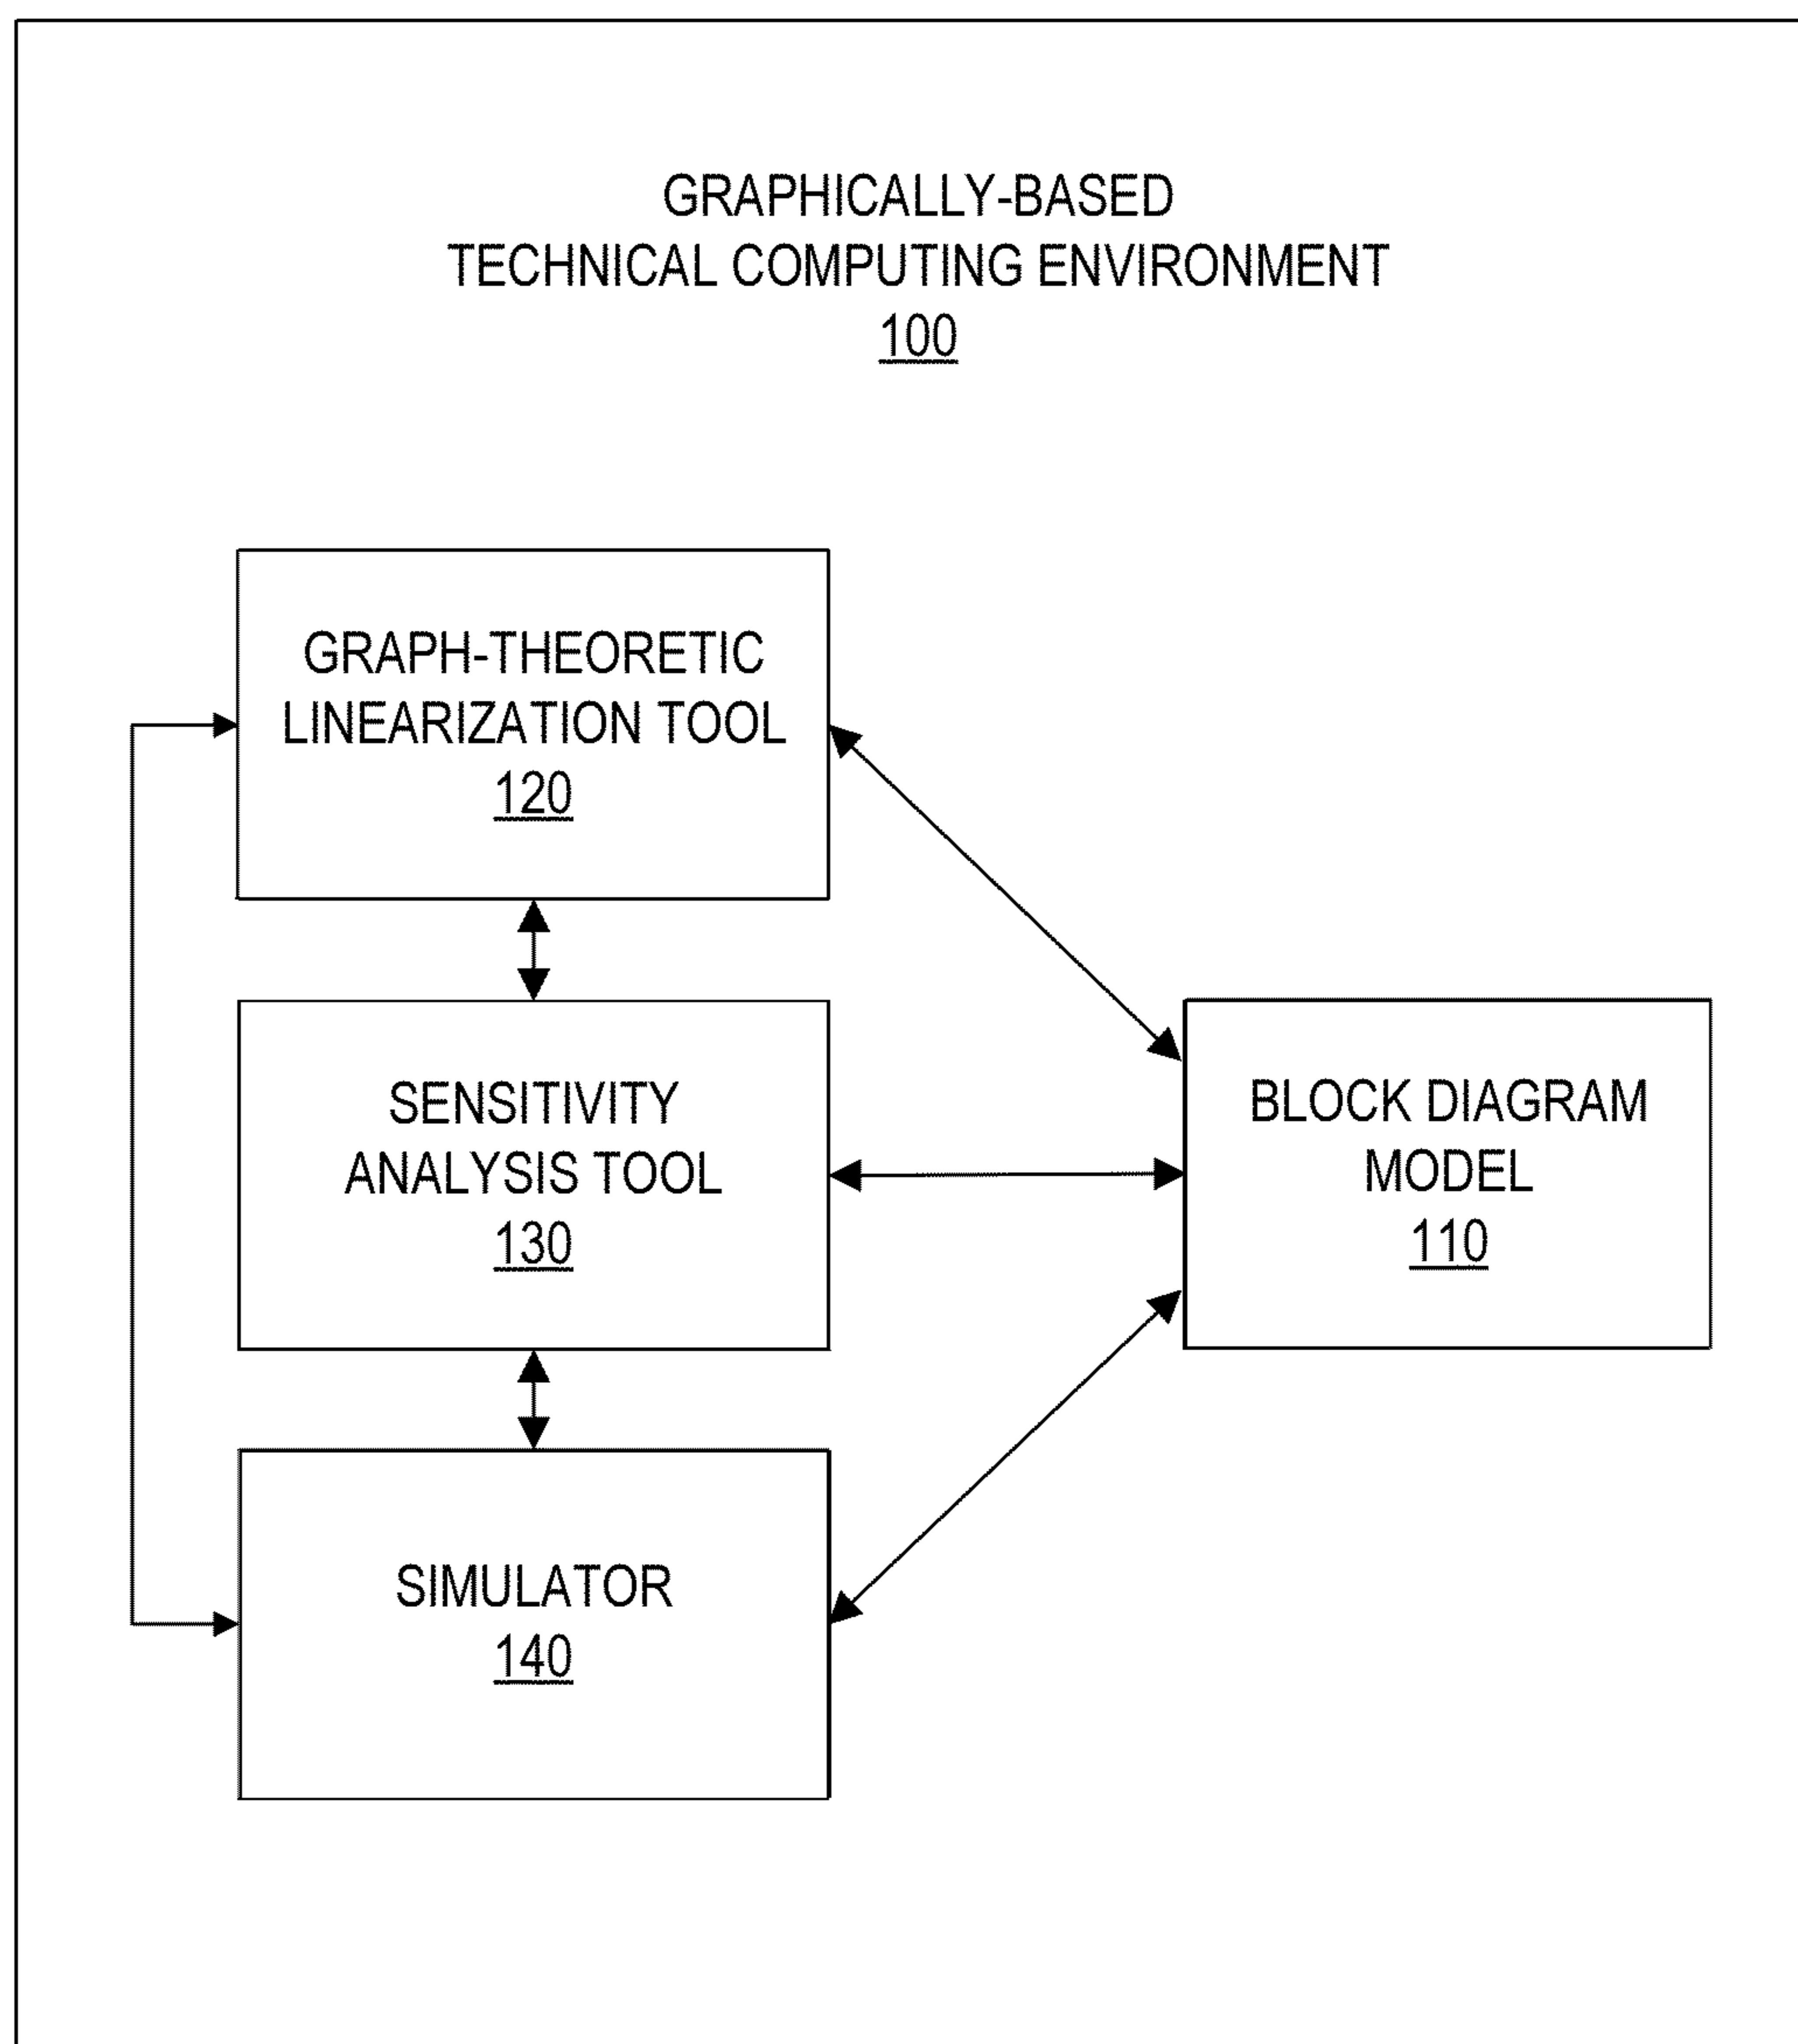 GRAPHICALLY-BASED
TECHNICAL COMPUTING ENVIRONMENT
100
GRAPH-THEORETIC
LINEARIZATION TOOL
120
SENSITIVITY
ANALYSIS TOOL
130
BLOCK DIAGRAM
MODEL
110
SIMULATOR
140